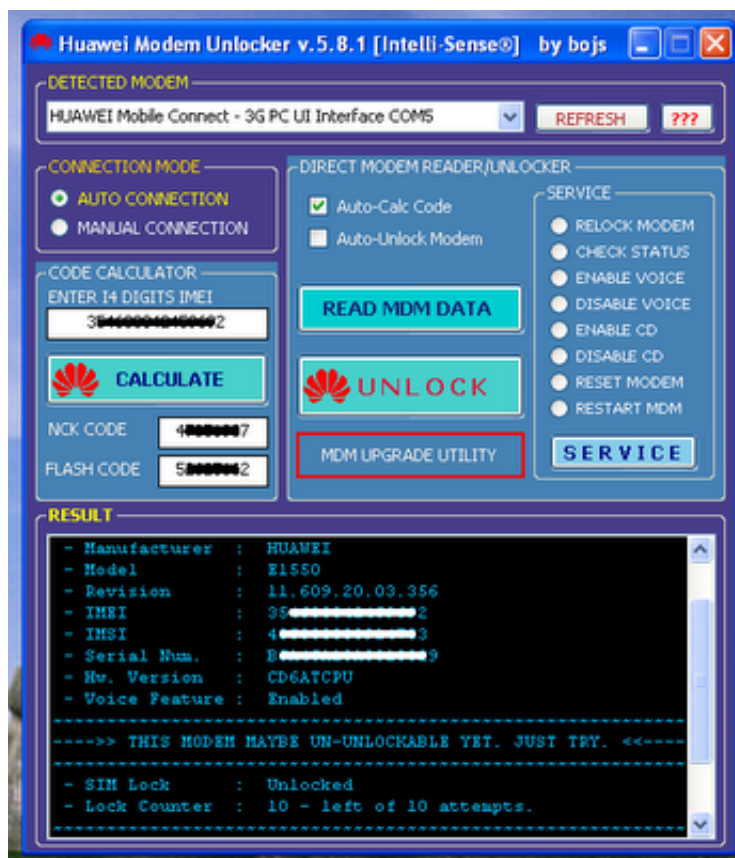 Huawei Modem Unlocker v.5.8.1 [Intelli-Sense®] by bojs
DETECTED MODEM
HUAWEI Mobile Connect - 3G PC UI Interface COM5
REFRESH
???
CONNECTION MODE
AUTO CONNECTION
MANUAL CONNECTION
CODE CALCULATOR
ENTER 14 DIGITS IMEI
CALCULATE
NCK CODE
FLASH CODE
DIRECT MODEM READER/UNLOCKER
Auto-Calc Code
Auto-Unlock Modem
READ MDM DATA
UNLOCK
MDM UPGRADE UTILITY
SERVICE
RELOCK MODEM
CHECK STATUS
ENABLE VOICE
DISABLE VOICE
ENABLE CD
DISABLE CD
RESET MODEM
RESTART MDM
SERVICE
RESULT
- Manufacturer : HUAWEI
- Model : E1550
- Revision : 11.609.20.03.356
- IMEI : 35 2
- IMSI : 4 3
- Serial Num. : B 9
- Hw. Version : CD6ATCPU
- Voice Feature : Enabled
---->> THIS MODEM MAYBE UN-UNLOCKABLE YET. JUST TRY. <<----
- SIM Lock : Unlocked
- Lock Counter : 10 - left of 10 attempts.